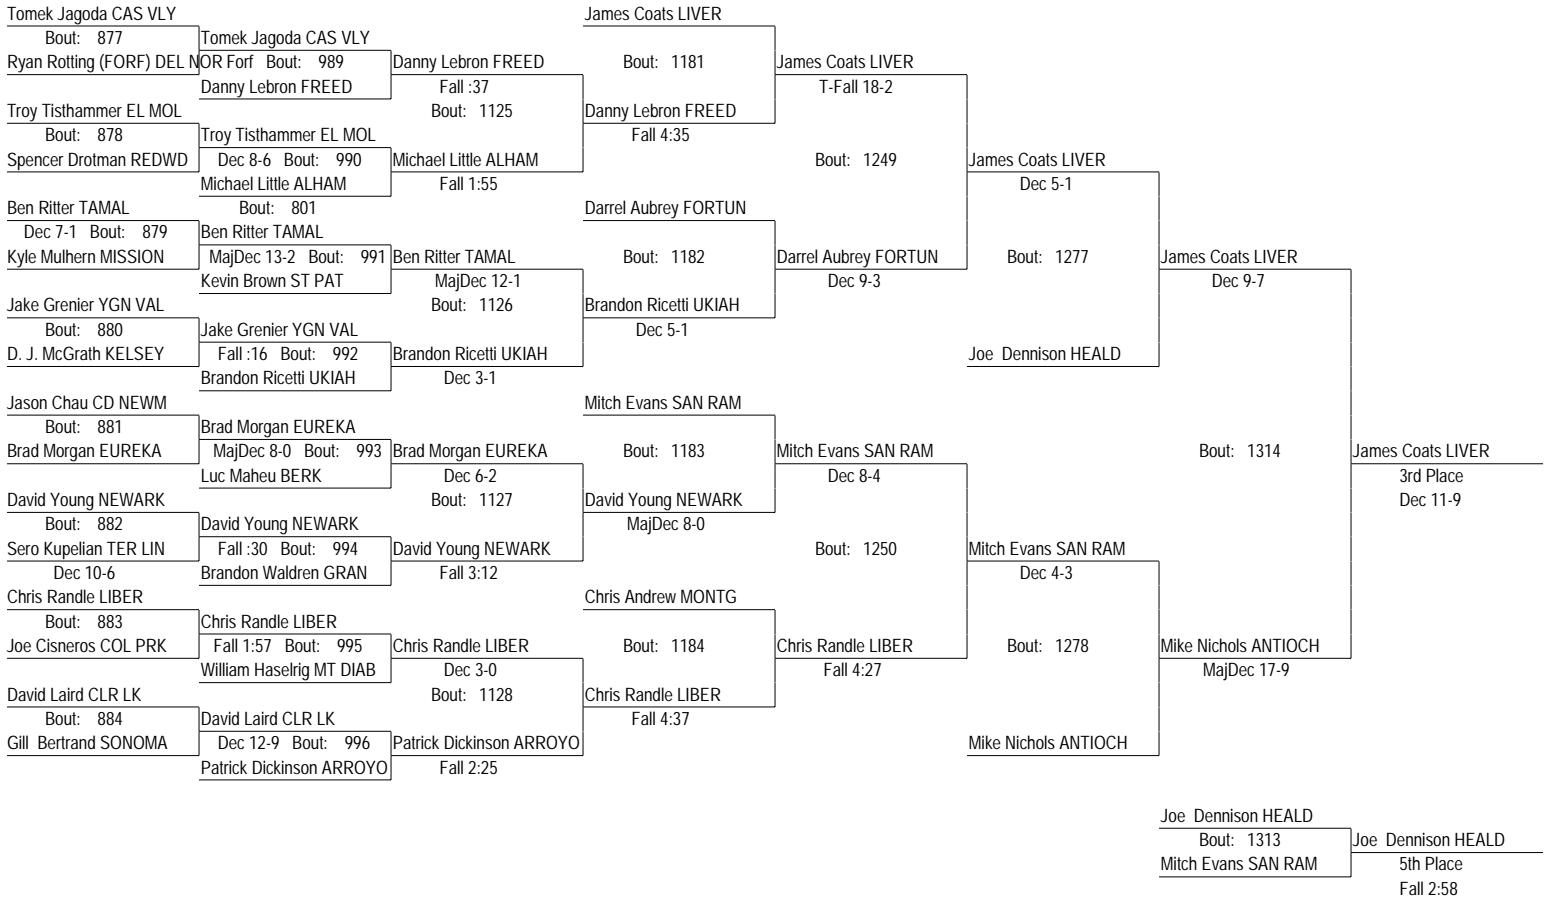 Tomek Jagoda CAS VLY
James Coats LIVER
Bout: 877
Tomek Jagoda CAS VLY
Ryan Rotting (FORF) DEL NOR
Forf Bout: 989
Danny Lebron FREED
Bout: 1181
James Coats LIVER
Danny Lebron FREED
Fall :37
T-Fall 18-2
Troy Tisthammer EL MOL
Bout: 1125
Danny Lebron FREED
Bout: 878
Troy Tisthammer EL MOL
Fall 4:35
Spencer Drotman REDWD
Dec 8-6 Bout: 990
Michael Little ALHAM
Bout: 1249
James Coats LIVER
Michael Little ALHAM
Fall 1:55
Dec 5-1
Ben Ritter TAMAL
Bout: 801
Darrel Aubrey FORTUN
Dec 7-1 Bout: 879
Ben Ritter TAMAL
Kyle Mulhern MISSION
MajDec 13-2 Bout: 991
Ben Ritter TAMAL
Bout: 1182
Darrel Aubrey FORTUN
Bout: 1277
James Coats LIVER
Kevin Brown ST PAT
MajDec 12-1
Dec 9-3
Dec 9-7
Jake Grenier YGN VAL
Bout: 1126
Brandon Ricetti UKIAH
Bout: 880
Jake Grenier YGN VAL
Dec 5-1
D. J. McGrath KELSEY
Fall :16 Bout: 992
Brandon Ricetti UKIAH
Joe Dennison HEALD
Brandon Ricetti UKIAH
Dec 3-1
Jason Chau CD NEWM
Mitch Evans SAN RAM
Bout: 881
Brad Morgan EUREKA
Brad Morgan EUREKA
MajDec 8-0 Bout: 993
Brad Morgan EUREKA
Bout: 1183
Mitch Evans SAN RAM
Bout: 1314
James Coats LIVER
Luc Maheu BERK
Dec 6-2
Dec 8-4
3rd Place
David Young NEWARK
Bout: 1127
David Young NEWARK
Dec 11-9
Bout: 882
David Young NEWARK
MajDec 8-0
Sero Kupelian TER LIN
Fall :30 Bout: 994
David Young NEWARK
Bout: 1250
Mitch Evans SAN RAM
Dec 10-6
Brandon Waldren GRAN
Fall 3:12
Dec 4-3
Chris Randle LIBER
Chris Andrew MONTG
Bout: 883
Chris Randle LIBER
Joe Cisneros COL PRK
Fall 1:57 Bout: 995
Chris Randle LIBER
Bout: 1184
Chris Randle LIBER
Bout: 1278
Mike Nichols ANTIOCH
William Haselrig MT DIAB
Dec 3-0
Fall 4:27
MajDec 17-9
David Laird CLR LK
Bout: 1128
Chris Randle LIBER
Bout: 884
David Laird CLR LK
Fall 4:37
Gill Bertrand SONOMA
Dec 12-9 Bout: 996
Patrick Dickinson ARROYO
Mike Nichols ANTIOCH
Patrick Dickinson ARROYO
Fall 2:25
Joe Dennison HEALD
Bout: 1313
Joe Dennison HEALD
Mitch Evans SAN RAM
5th Place
Fall 2:58